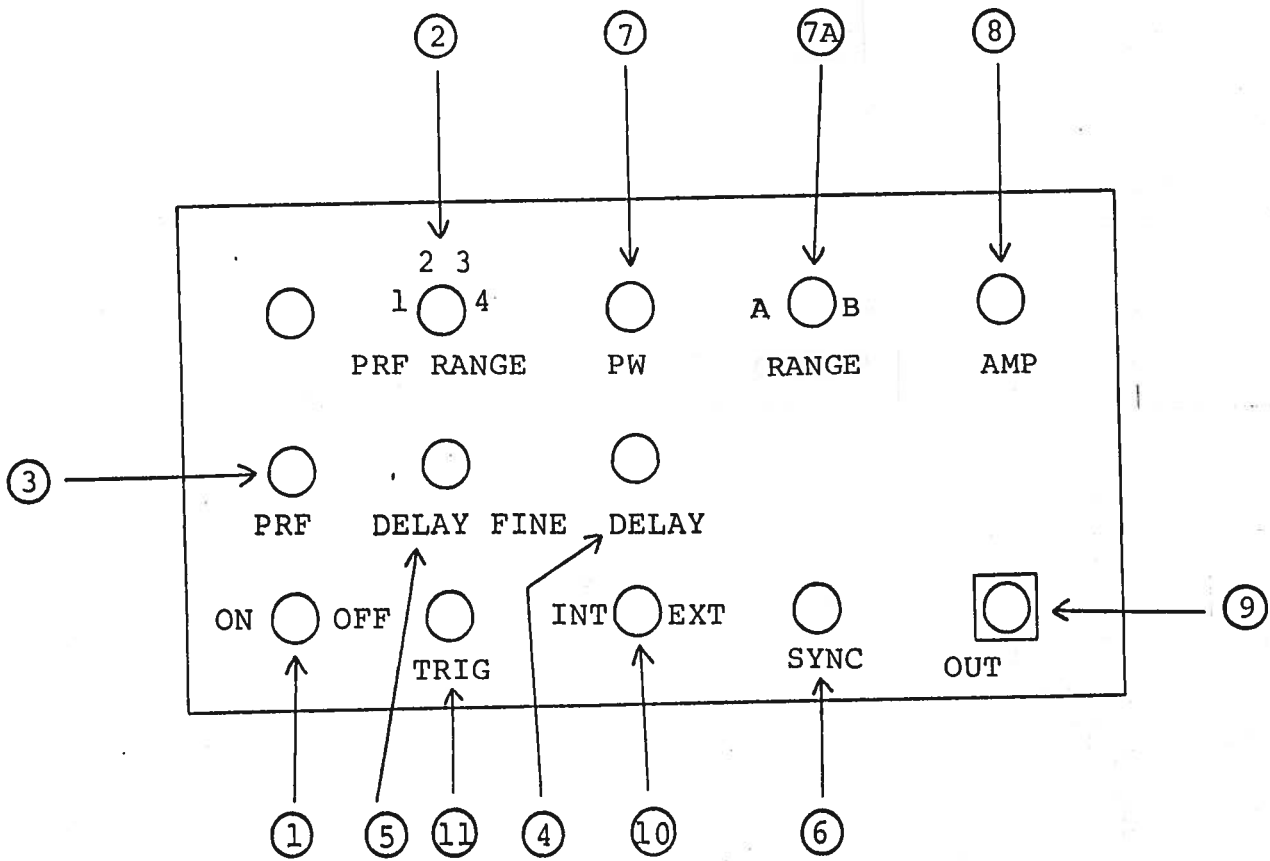 2 7 7A 8
2 3
1 4 A B
PRF RANGE PW RANGE AMP
3
PRF DELAY FINE DELAY
ON OFF INT EXT 9
TRIG SYNC OUT
1 5 11 4 10 6